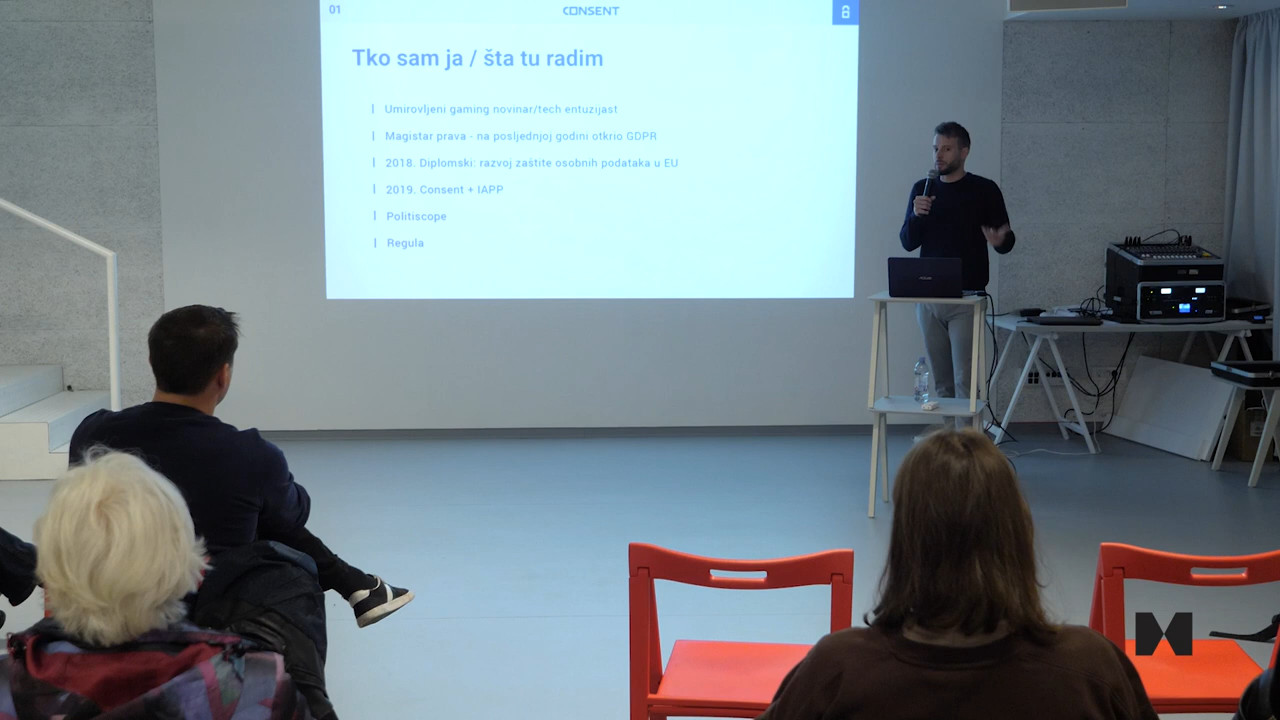 01
CONSENT
Tko sam ja / šta tu radim
Umirovljeni gaming novinar/tech entuzijast
Magistar prava - na posljednjoj godini otkrio GDPR
2018. Diplomski: razvoj zaštite osobnih podataka u EU
2019. Consent + IAPP
Politiscope
Regula